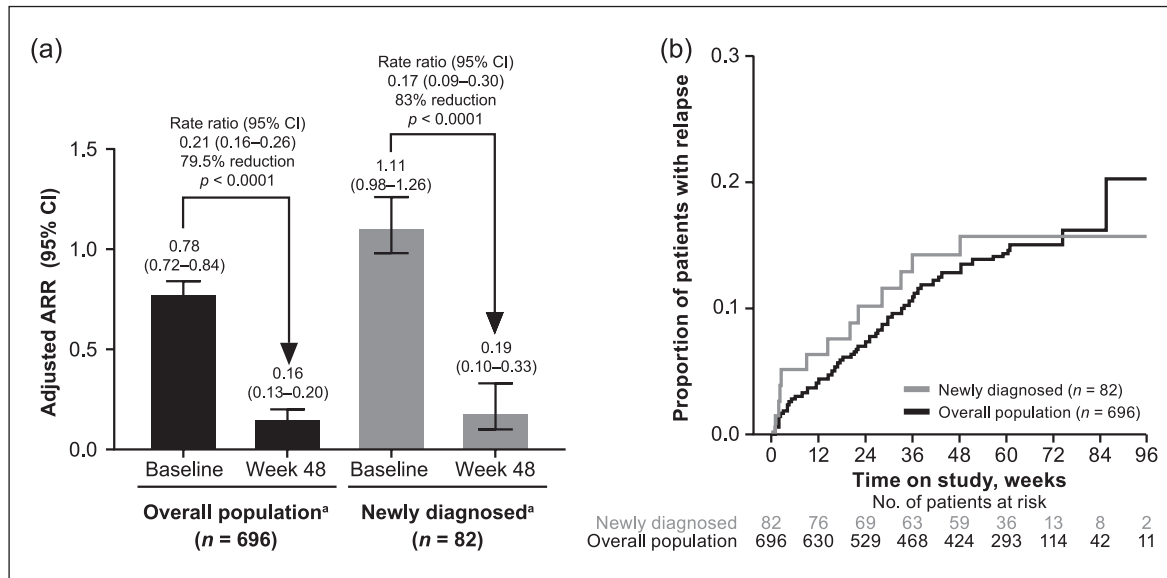 (a)
Rate ratio (95% CI)
0.21 (0.16–0.26)
79.5% reduction
p < 0.0001
Rate ratio (95% CI)
0.17 (0.09–0.30)
83% reduction
p < 0.0001
Adjusted ARR (95% CI)
1.5
1.0
0.5
0.0
0.78
(0.72–0.84)
0.16
(0.13–0.20)
1.11
(0.98–1.26)
0.19
(0.10–0.33)
Baseline Week 48 Baseline Week 48
Overall populationᵃ Newly diagnosedᵃ
(n = 696) (n = 82)
(b)
Proportion of patients with relapse
0.3
0.2
0.1
0.0
Newly diagnosed (n = 82)
Overall population (n = 696)
0 12 24 36 48 60 72 84 96
Time on study, weeks
No. of patients at risk
Newly diagnosed 82 76 69 63 59 36 13 8 2
Overall population 696 630 529 468 424 293 114 42 11